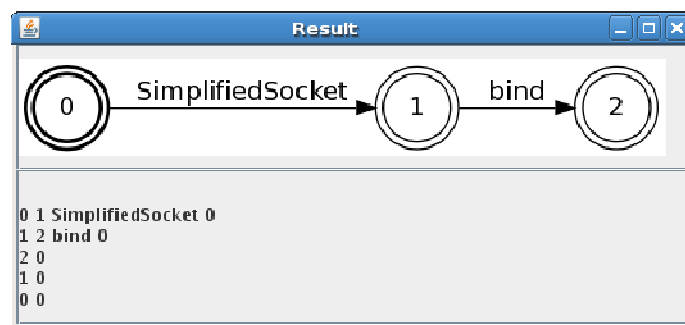 Result
SimplifiedSocket bind
0 1 2
0 1 SimplifiedSocket 0
1 2 bind 0
2 0
1 0
0 0